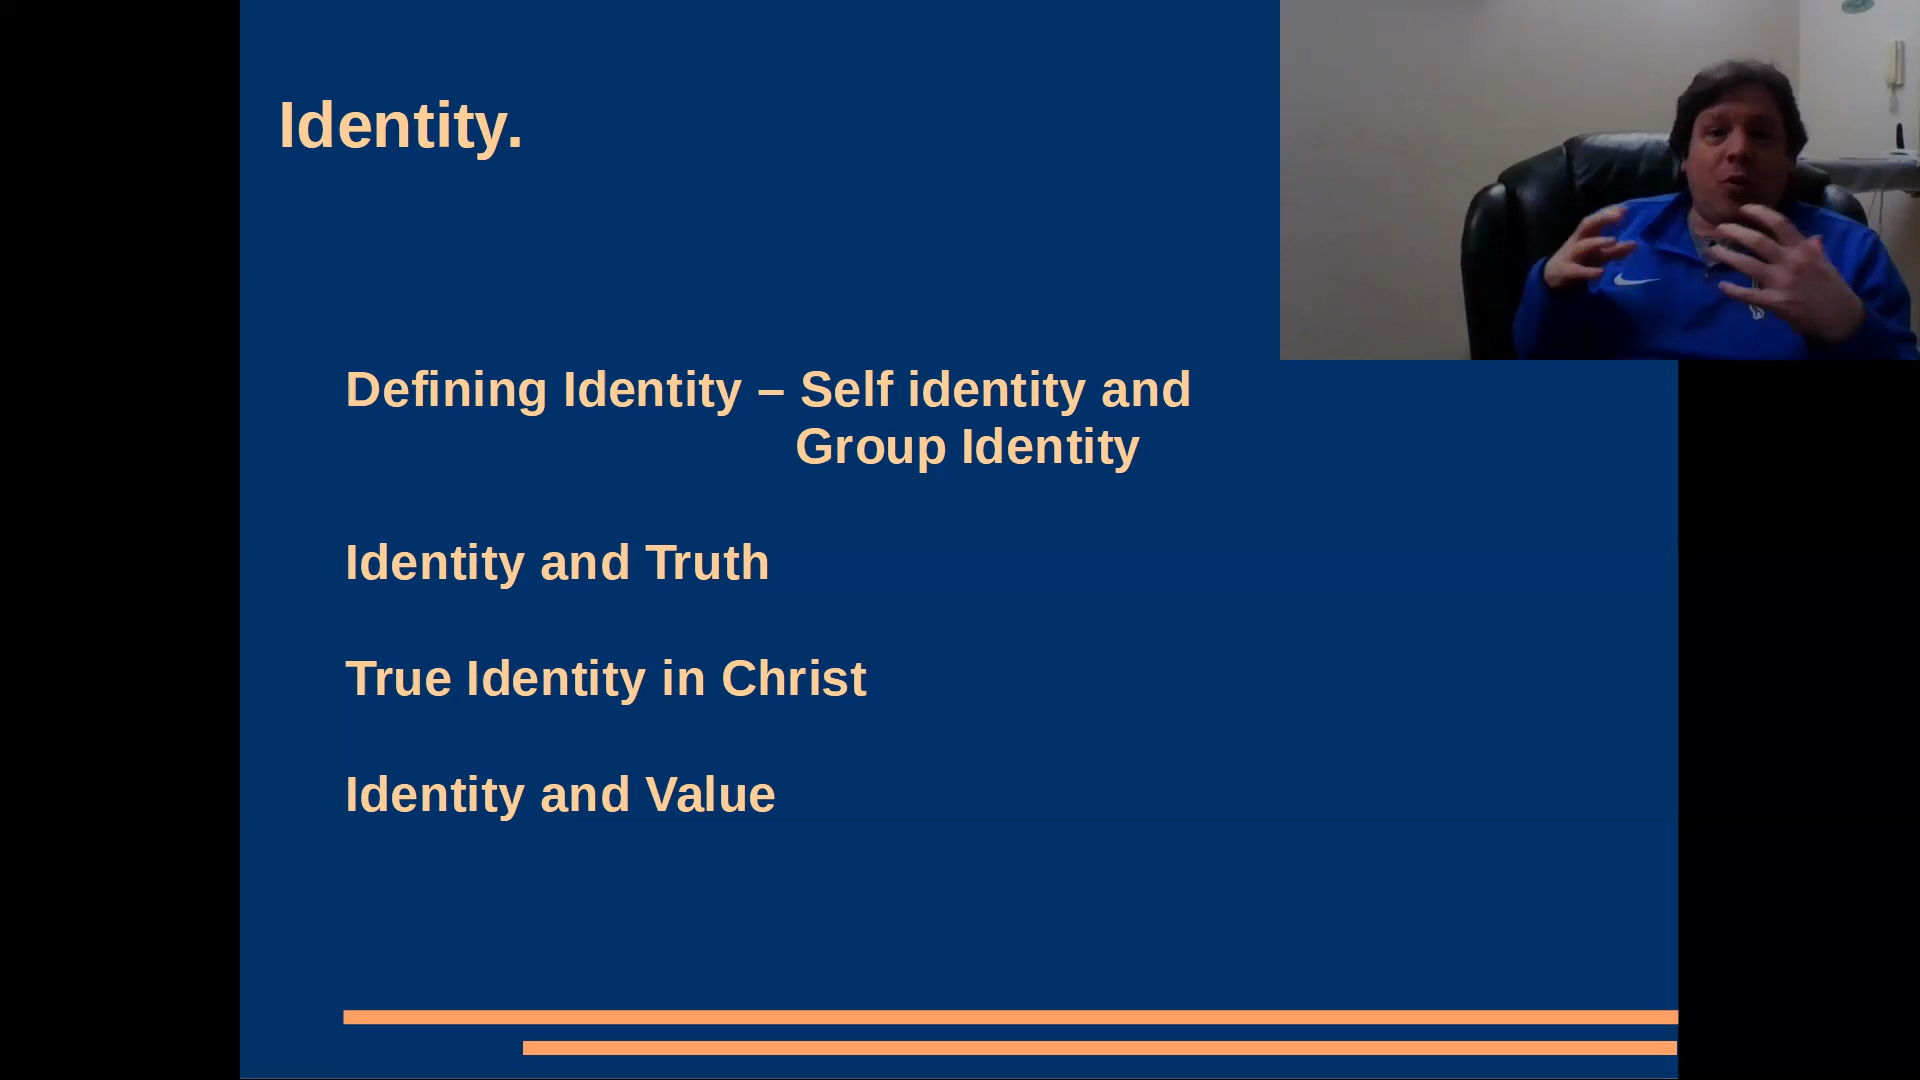 Identity.
Defining Identity – Self identity and
Group Identity
Identity and Truth
True Identity in Christ
Identity and Value